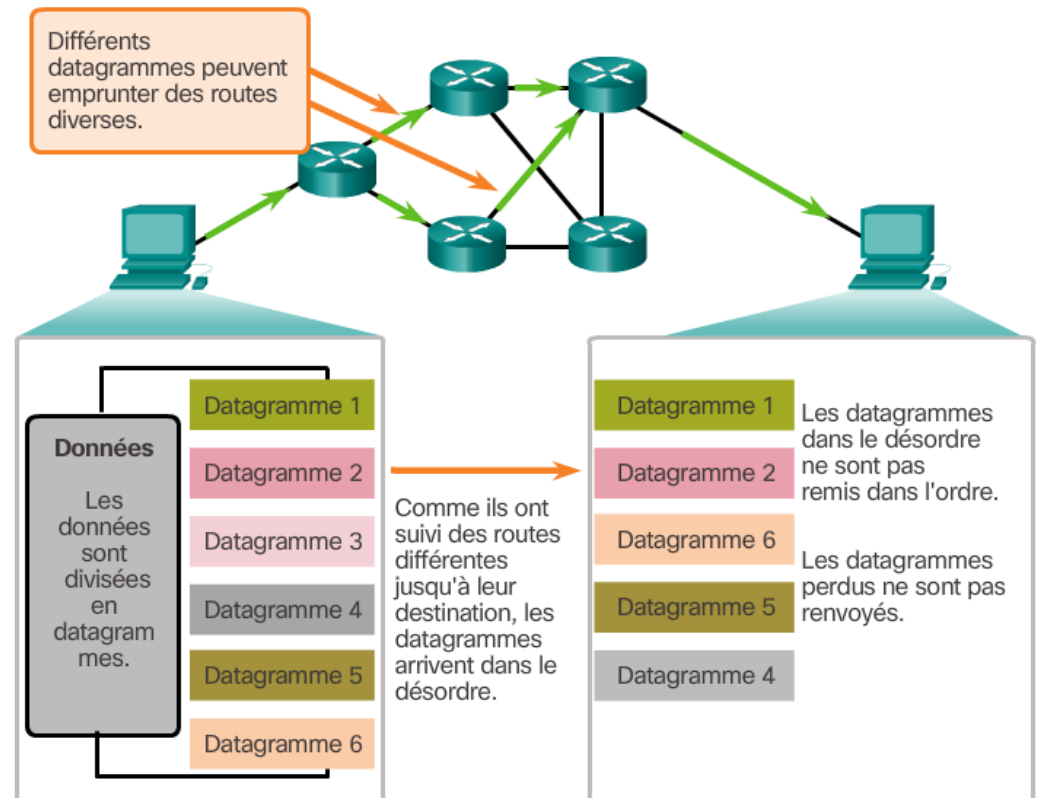 Différents
datagrammes peuvent
emprunter des routes
diverses.
Données
Les
données
sont
divisées
en
datagram
mes.
Datagramme 1
Datagramme 2
Datagramme 3
Datagramme 4
Datagramme 5
Datagramme 6
Comme ils ont
suivi des routes
différentes
jusqu'à leur
destination, les
datagrammes
arrivent dans le
désordre.
Datagramme 1
Datagramme 2
Datagramme 6
Datagramme 5
Datagramme 4
Les datagrammes
dans le désordre
ne sont pas
remis dans l'ordre.
Les datagrammes
perdus ne sont pas
renvoyés.